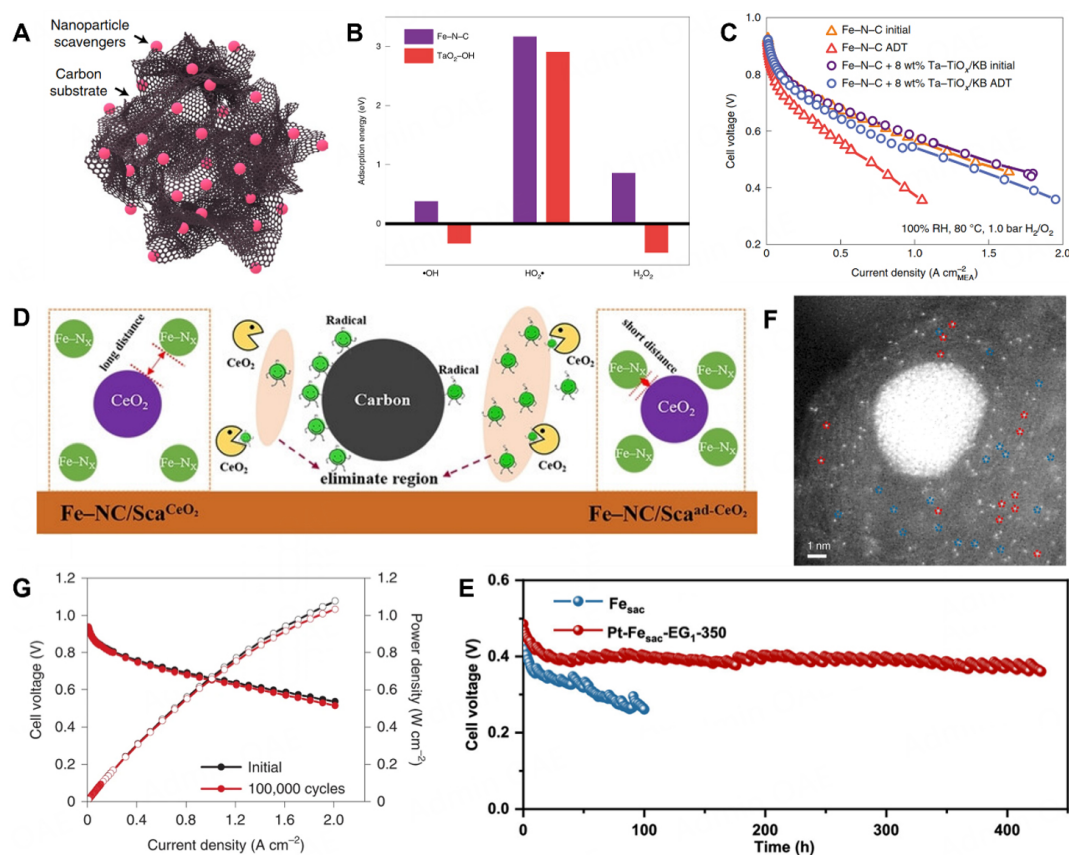 A
Nanoparticle
scavengers
Carbon
substrate
B
Adsorption energy (ev)
3
2
1
0
Fe–N–C
TaO2–OH
•OH
HO2•
H2O2
C
Cell voltage (V)
1.0
0.8
0.6
0.4
0.2
Fe–N–C initial
Fe–N–C ADT
Fe–N–C + 8 wt% Ta–TiOx/KB initial
Fe–N–C + 8 wt% Ta–TiOx/KB ADT
100% RH, 80 °C, 1.0 bar H2/O2
0 0.5 1.0 1.5 2.0
Current density (A cm−2MEA)
D
Fe–NX
Fe–NX
long distance
CeO2
Fe–NX
Fe–NX
CeO2
CeO2
Radical
Carbon
Radical
CeO2
CeO2
eliminate region
short distance
Fe–NX
Fe–NX
CeO2
Fe–NX
Fe–NX
Fe–NC/ScaCeO2
Fe–NC/Scaad-CeO2
F
1 nm
G
Cell voltage (V)
1.2
1.0
0.8
0.6
0.4
0.2
0
1.2
1.0
0.8
0.6
0.4
0.2
0
Power density (W cm−2)
Initial
100,000 cycles
0 0.4 0.8 1.2 1.6 2.0
Current density (A cm−2)
E
Cell voltage (V)
0.6
0.4
0.2
0.0
Fesac
Pt-Fesac-EG1-350
0 100 200 300 400
Time (h)